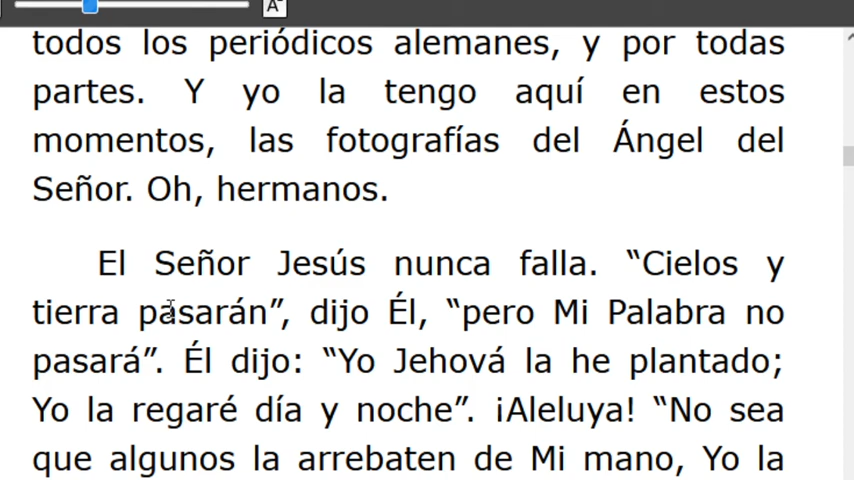 A
todos los periódicos alemanes, y por todas
partes. Y yo la tengo aquí en estos
momentos, las fotografías del Ángel del
Señor. Oh, hermanos.
El Señor Jesús nunca falla. “Cielos y
tierra pasarán”, dijo Él, “pero Mi Palabra no
pasará”. Él dijo: “Yo Jehová la he plantado;
Yo la regaré día y noche”. ¡Aleluya! “No sea
que algunos la arrebaten de Mi mano, Yo la